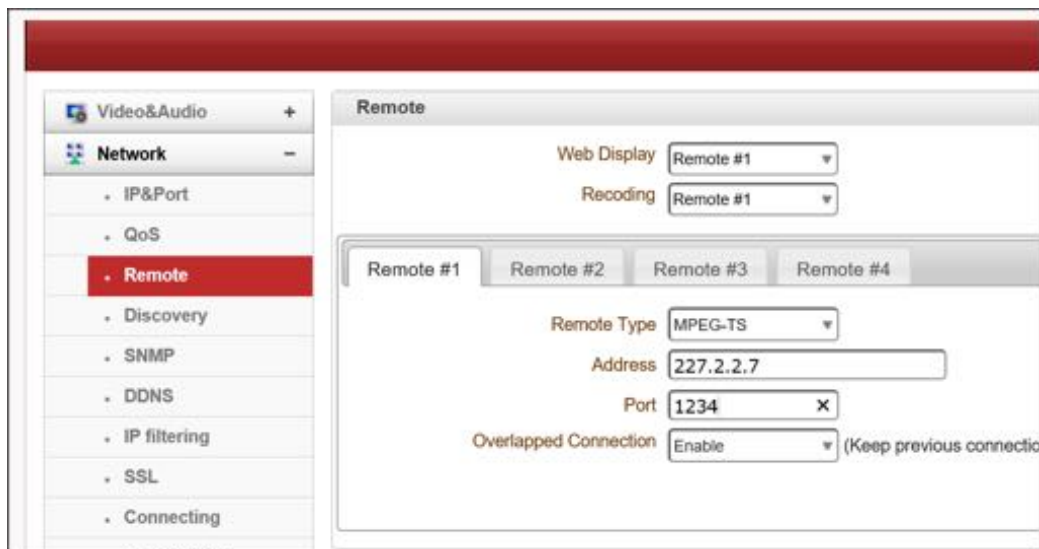 Video&Audio +
Network –
IP&Port
QoS
Remote
Discovery
SNMP
DDNS
IP filtering
SSL
Connecting
Remote
Web Display Remote #1
Recoding Remote #1
Remote #1 Remote #2 Remote #3 Remote #4
Remote Type MPEG-TS
Address 227.2.2.7
Port 1234 ×
Overlapped Connection Enable (Keep previous connectio